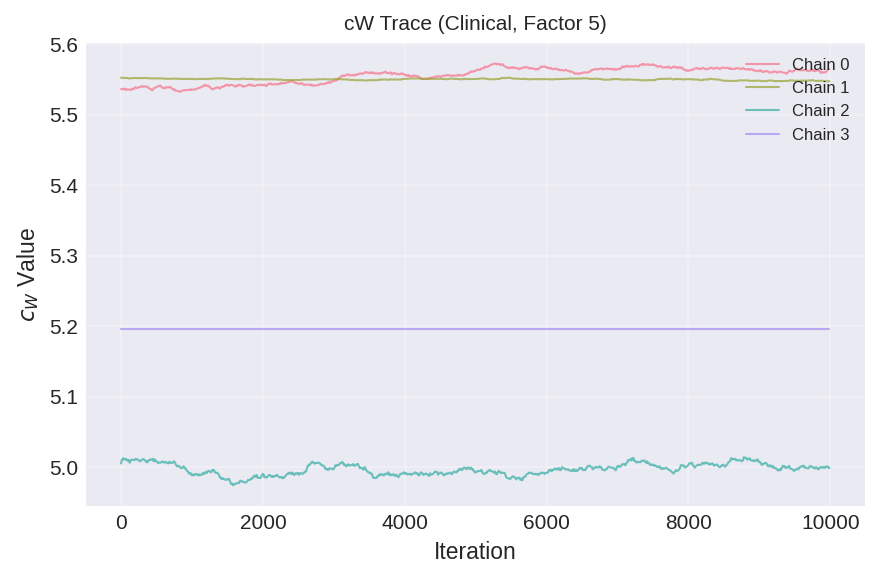 cW Trace (Clinical, Factor 5)
5.6
5.5
5.4
5.3
5.2
5.1
5.0
c_W Value
0
2000
4000
6000
8000
10000
Iteration
Chain 0
Chain 1
Chain 2
Chain 3